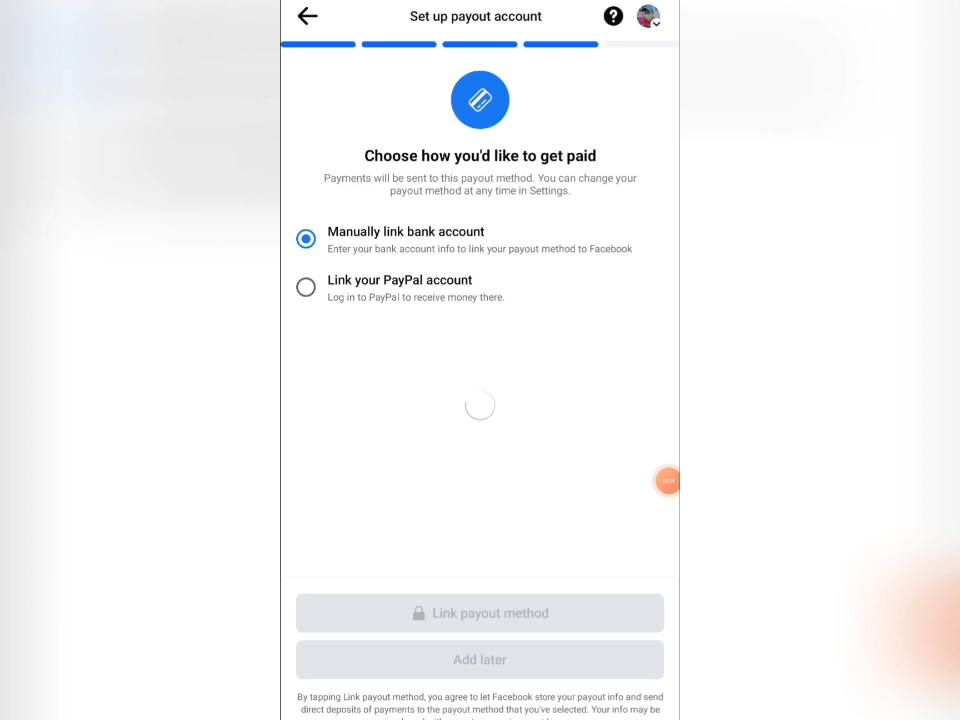 Set up payout account
Choose how you'd like to get paid
Payments will be sent to this payout method. You can change your
payout method at any time in Settings.
Manually link bank account
Enter your bank account info to link your payout method to Facebook
Link your PayPal account
Log in to PayPal to receive money there.
Link payout method
Add later
By tapping Link payout method, you agree to let Facebook store your payout info and send
direct deposits of payments to the payout method that you've selected. Your info may be